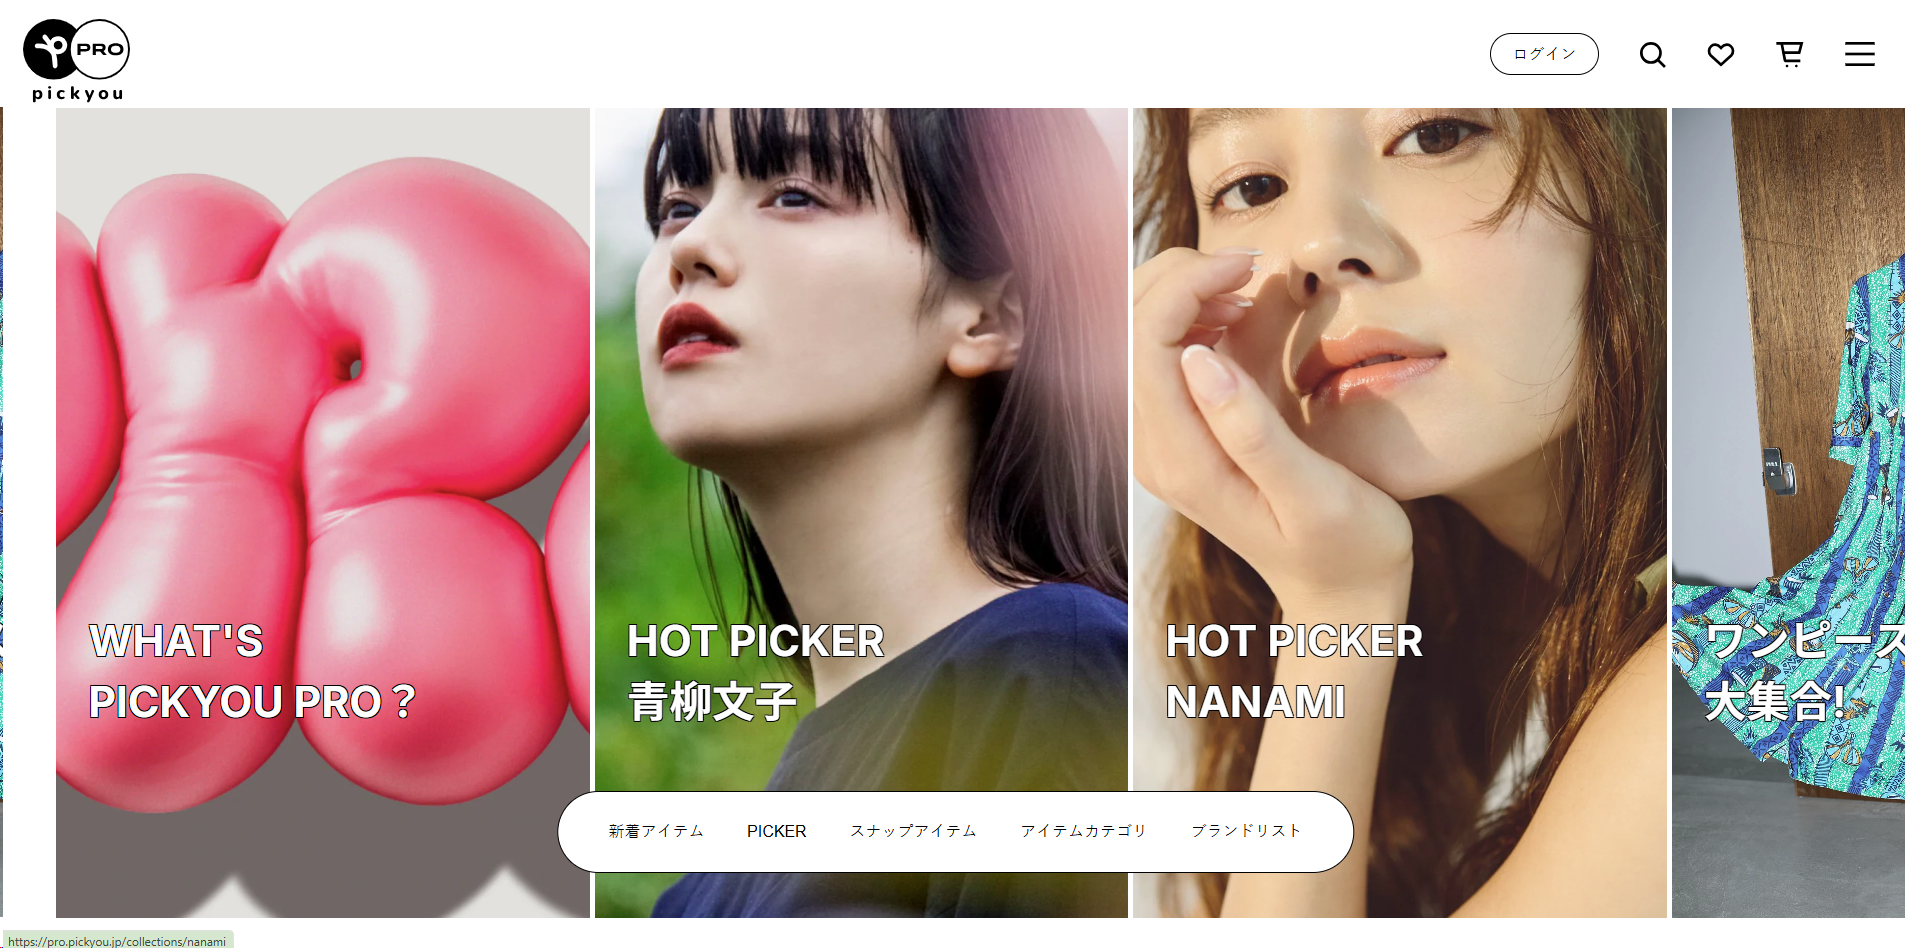 PRO
pickyou
ログイン
WHAT'S
PICKYOU PRO？
HOT PICKER
青柳文子
HOT PICKER
NANAMI
ワンピース
大集合!
新着アイテム
PICKER
スナップアイテム
アイテムカテゴリ
ブランドリスト
https://pro.pickyou.jp/collections/nanami